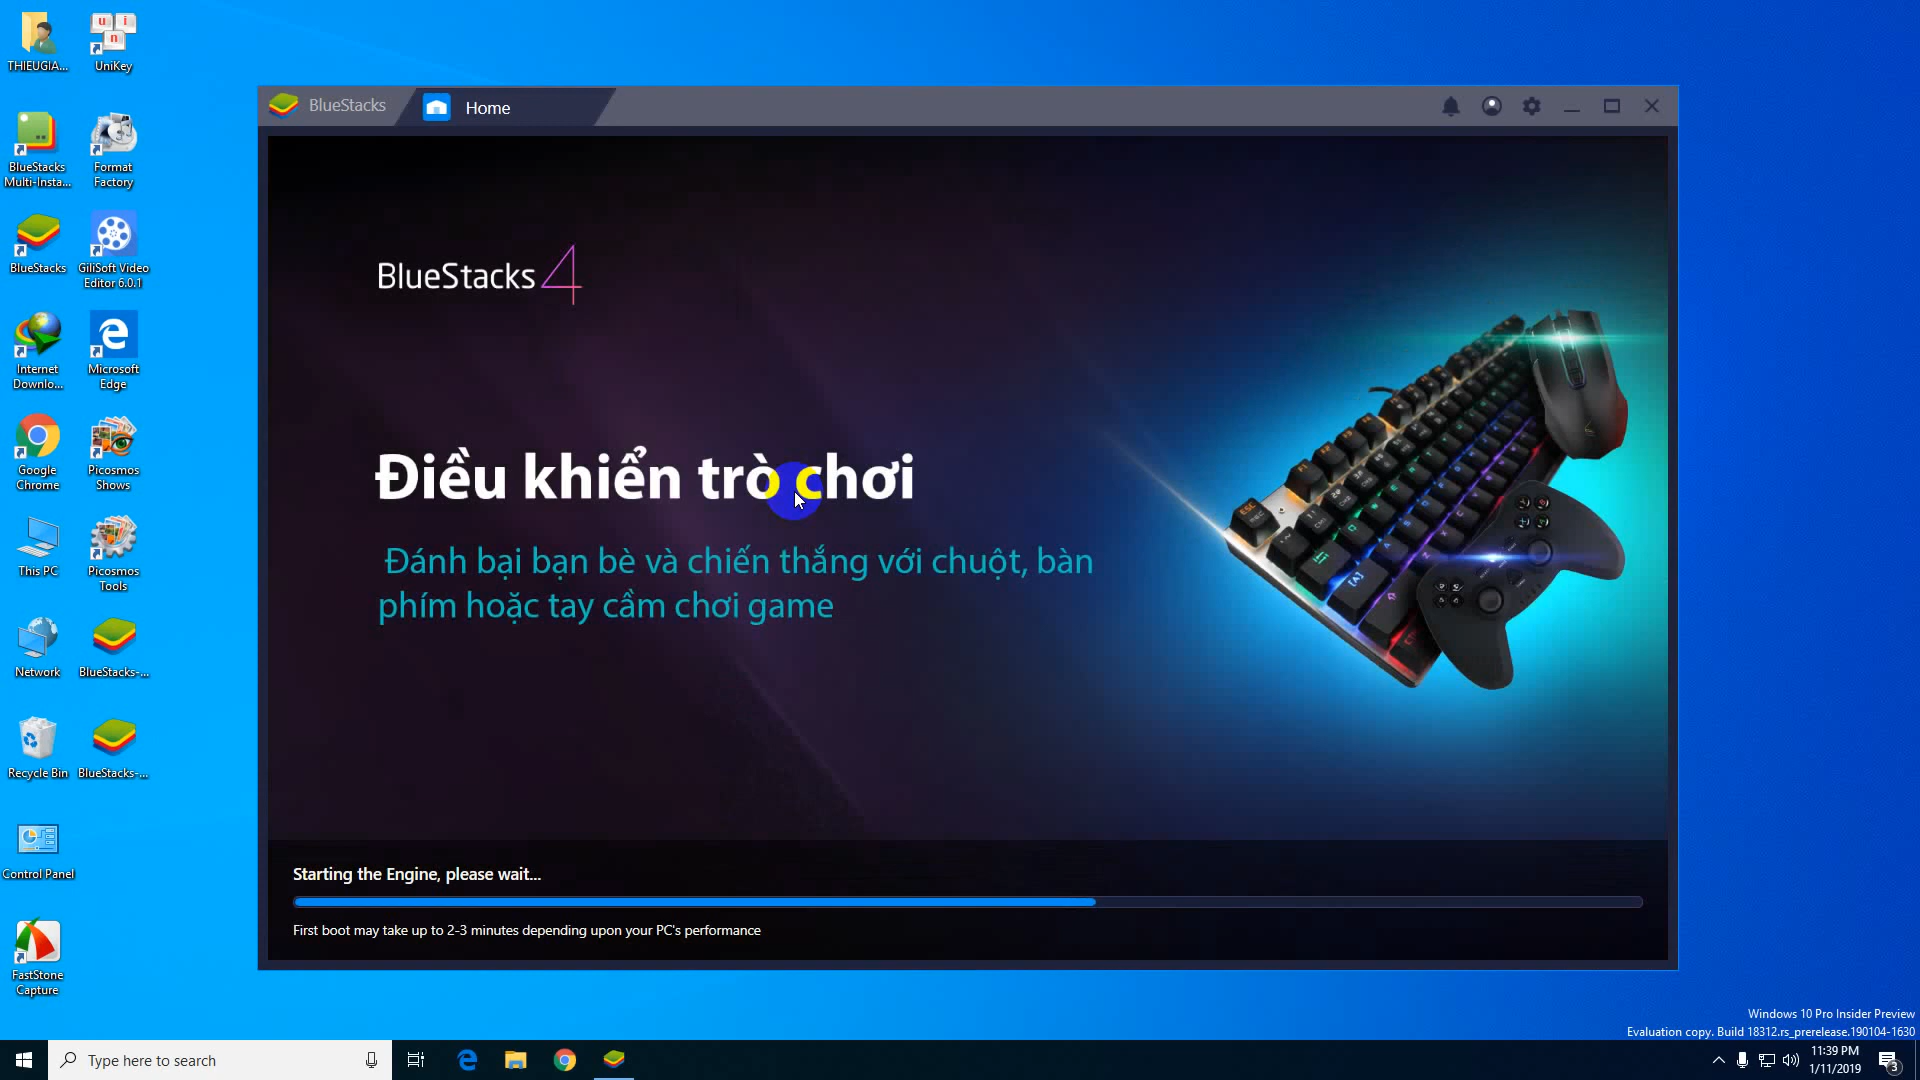 THIEUGIA...
UniKey
BlueStacks
Multi-Insta...
Format
Factory
BlueStacks
GiliSoft Video
Editor 6.0.1
Internet
Downlo...
Microsoft
Edge
Google
Chrome
Picosmos
Shows
This PC
Picosmos
Tools
Network
BlueStacks-...
Recycle Bin
BlueStacks-...
Control Panel
FastStone
Capture
BlueStacks
Home
BlueStacks 4
Điều khiển trò chơi
Đánh bại bạn bè và chiến thắng với chuột, bàn
phím hoặc tay cầm chơi game
Starting the Engine, please wait...
First boot may take up to 2-3 minutes depending upon your PC's performance
Windows 10 Pro Insider Preview
Evaluation copy. Build 18312.rs_prerelease.190104-1630
Type here to search
11:39 PM
1/11/2019
3